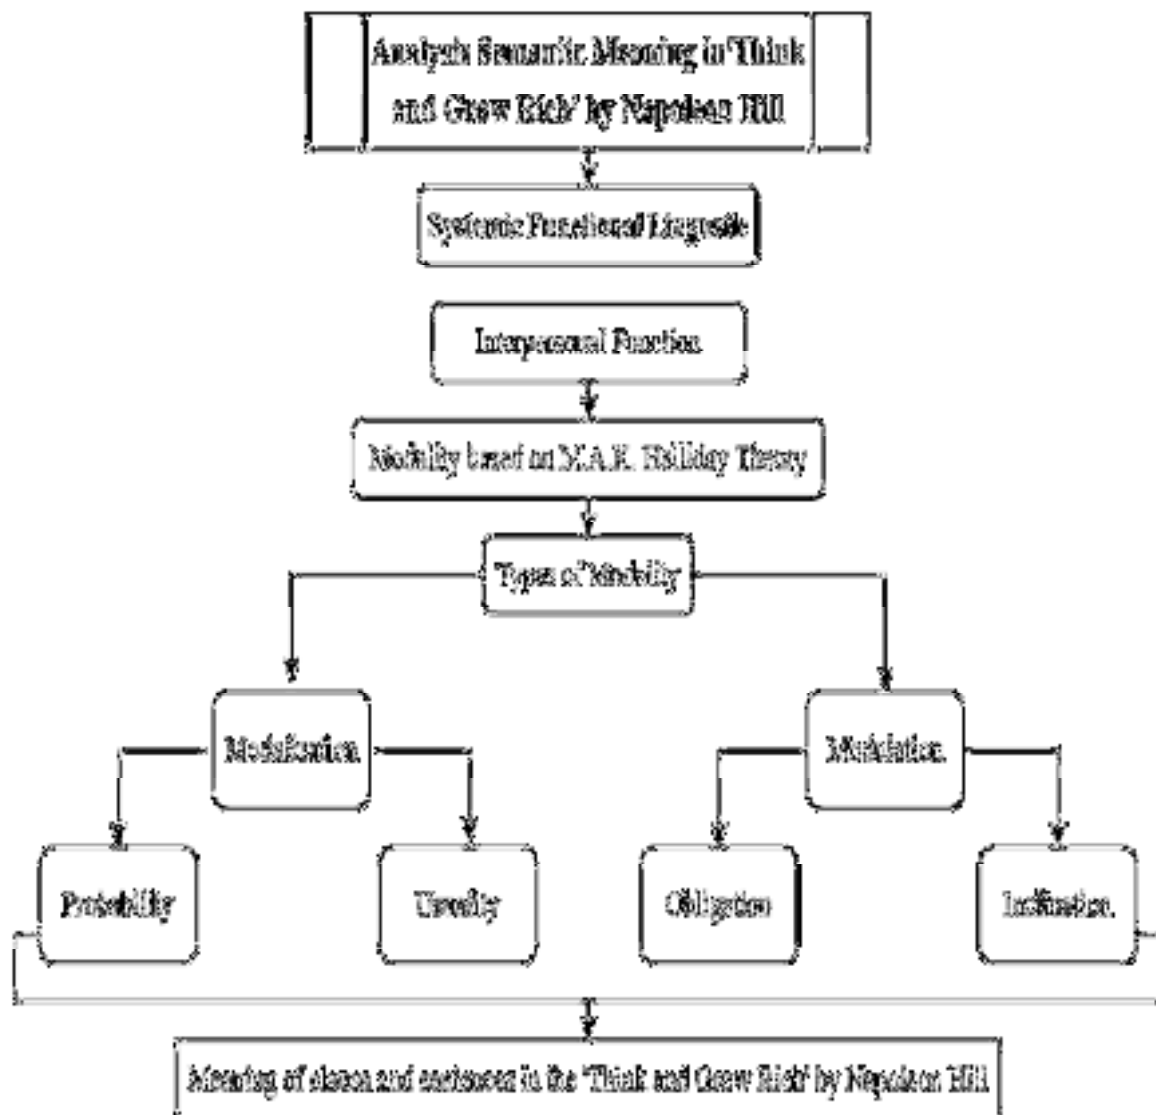 Analysis Semantic Meaning in 'Think
and Grow Rich' by Napoleon Hill
Systemic Functional Linguistic
Interpersonal Function
Modality based on M.A.K. Halliday Theory
Types of Modality
Modalization
Modulation
Probability
Usuality
Obligation
Inclination
Meaning of clause and sentences in the 'Think and Grow Rich' by Napoleon Hill